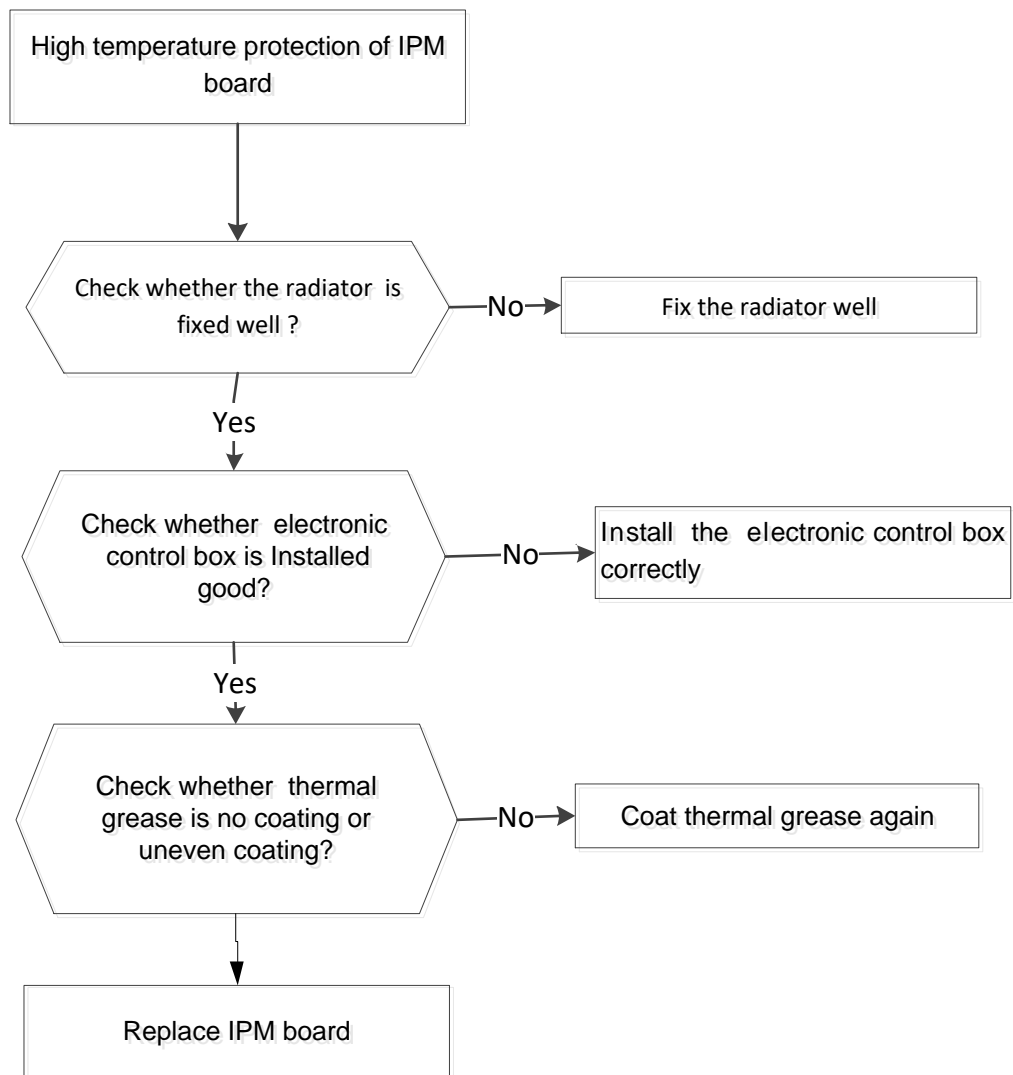 High temperature protection of IPM
board
Check whether the radiator is
fixed well ?
No
Fix the radiator well
Yes
Check whether electronic
control box is Installed
good?
No
Install the electronic control box
correctly
Yes
Check whether thermal
grease is no coating or
uneven coating?
No
Coat thermal grease again
Replace IPM board